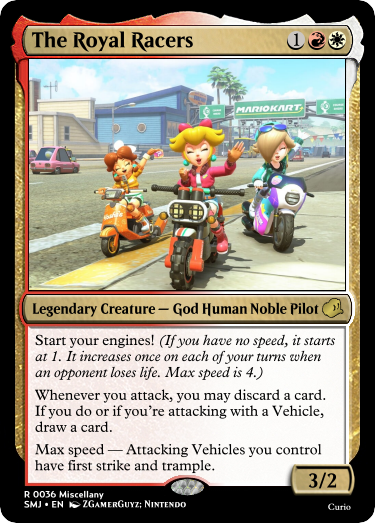 The Royal Racers
1
MARIOKART
Legendary Creature — God Human Noble Pilot
Start your engines! (If you have no speed, it starts
at 1. It increases once on each of your turns when
an opponent loses life. Max speed is 4.)
Whenever you attack, you may discard a card.
If you do or if you're attacking with a Vehicle,
draw a card.
Max speed — Attacking Vehicles you control
have first strike and trample.
3/2
R 0036 Miscellany
SMJ • EN ZGamerGuyz; Nintendo
Curio